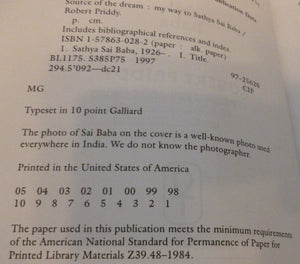 Publication Data
Source of the dream : my way to Sathya Sai Baba /
Robert Priddy.
p. cm.
Includes bibliographical references and index.
ISBN 1-57863-028-2 (paper : alk. paper)
1. Sathya Sai Baba, 1926– . I. Title.
BL1175. S385P75 1997
294.5'092—dc21 97-25626
CIP
MG
Typeset in 10 point Galliard
The photo of Sai Baba on the cover is a well-known photo used
everywhere in India. We do not know the photographer.
Printed in the United States of America
05 04 03 02 01 00 99 98
10 9 8 7 6 5 4 3 2 1
The paper used in this publication meets the minimum requirements
of the American National Standard for Permanence of Paper for
Printed Library Materials Z39.48–1984.